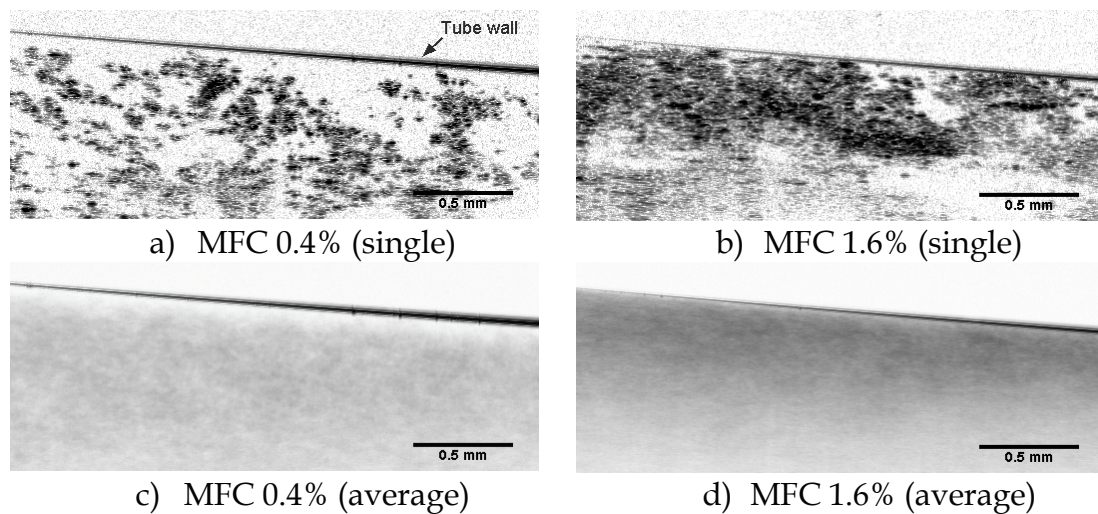 Tube wall
0.5 mm
0.5 mm
a) MFC 0.4% (single)
b) MFC 1.6% (single)
0.5 mm
0.5 mm
c) MFC 0.4% (average)
d) MFC 1.6% (average)